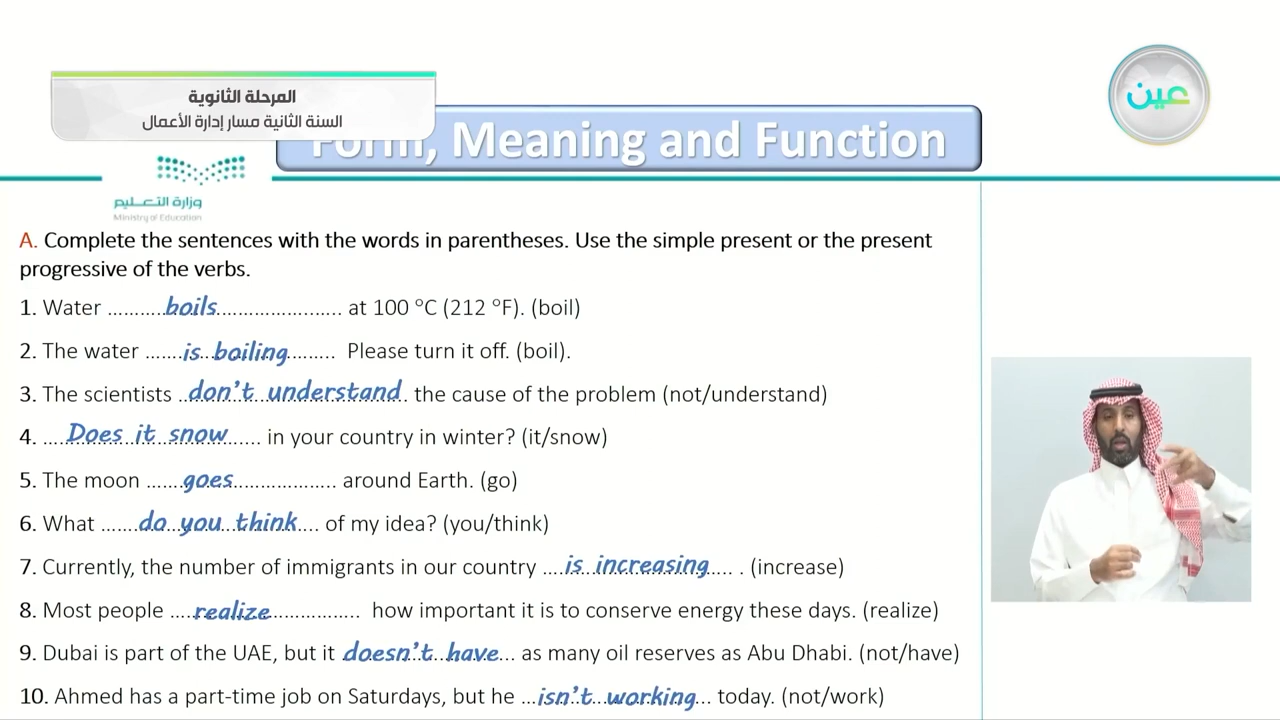 المرحلة الثانوية
السنة الثانية مسار إدارة الأعمال
عين
Form, Meaning and Function
وزارة التعليم
Ministry of Education
A. Complete the sentences with the words in parentheses. Use the simple present or the present
progressive of the verbs.
1. Water ..........boils....................... at 100 °C (212 °F). (boil)
2. The water ......is boiling........ Please turn it off. (boil).
3. The scientists ..don't understand. the cause of the problem (not/understand)
4. ....Does it snow...... in your country in winter? (it/snow)
5. The moon ......goes................... around Earth. (go)
6. What .......do you think.... of my idea? (you/think)
7. Currently, the number of immigrants in our country ....is increasing..... . (increase)
8. Most people .....realize................. how important it is to conserve energy these days. (realize)
9. Dubai is part of the UAE, but it doesn't have... as many oil reserves as Abu Dhabi. (not/have)
10. Ahmed has a part-time job on Saturdays, but he ...isn't working... today. (not/work)